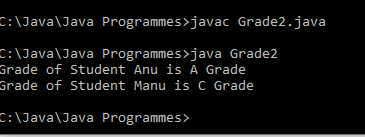 C:\Java\Java Programmes>javac Grade2.java
C:\Java\Java Programmes>java Grade2
Grade of Student Anu is A Grade
Grade of Student Manu is C Grade
C:\Java\Java Programmes>